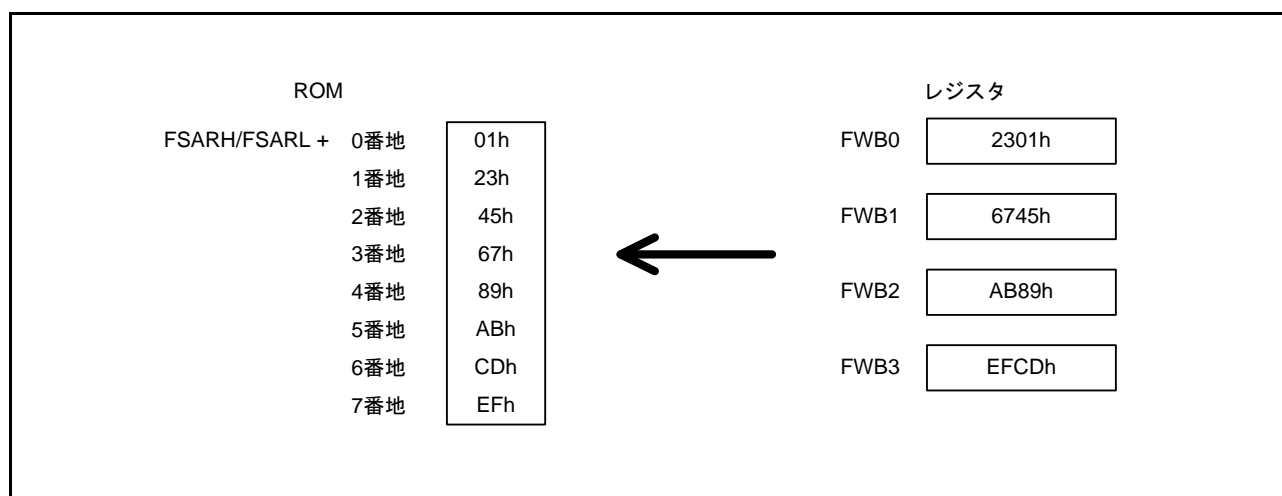 ROM レジスタ
FSARH/FSARL + 0番地 01h FWB0 2301h
1番地 23h
2番地 45h FWB1 6745h
3番地 67h
4番地 89h FWB2 AB89h
5番地 ABh
6番地 CDh FWB3 EFCDh
7番地 EFh